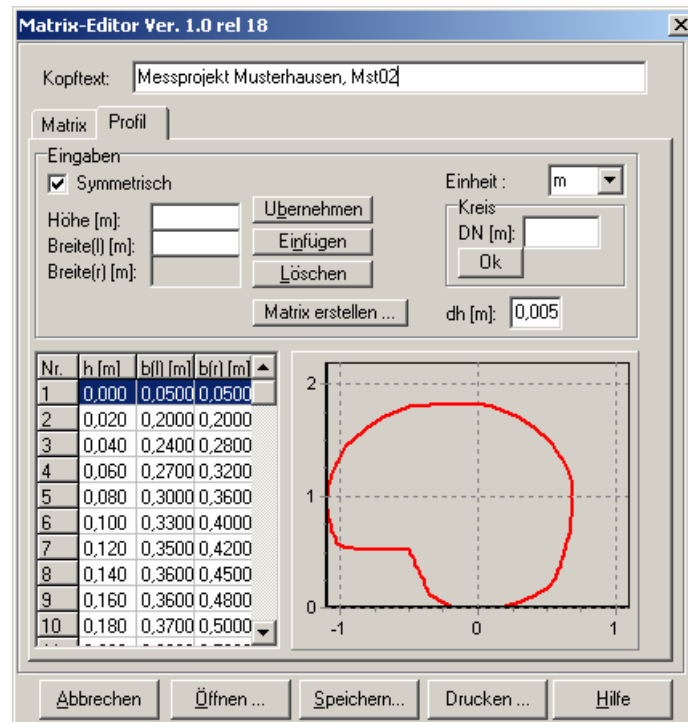 Matrix-Editor Ver. 1.0 rel 18
Kopftext: Messprojekt Musterhausen, Mst02
Matrix Profil
Eingaben
Symmetrisch
Höhe [m]:
Breite(l) [m]:
Breite(r) [m]:
Übernehmen
Einfügen
Löschen
Matrix erstellen ...
Einheit : m
Kreis
DN [m]:
Ok
dh [m]: 0,005
Nr. h [m] b(l) [m] b(r) [m]
1 0,000 0,0500 0,0500
2 0,020 0,2000 0,2000
3 0,040 0,2400 0,2800
4 0,060 0,2700 0,3200
5 0,080 0,3000 0,3600
6 0,100 0,3300 0,4000
7 0,120 0,3500 0,4200
8 0,140 0,3600 0,4500
9 0,160 0,3600 0,4800
10 0,180 0,3700 0,5000
2
1
0
-1 0 1
Abbrechen Öffnen ... Speichern... Drucken ... Hilfe